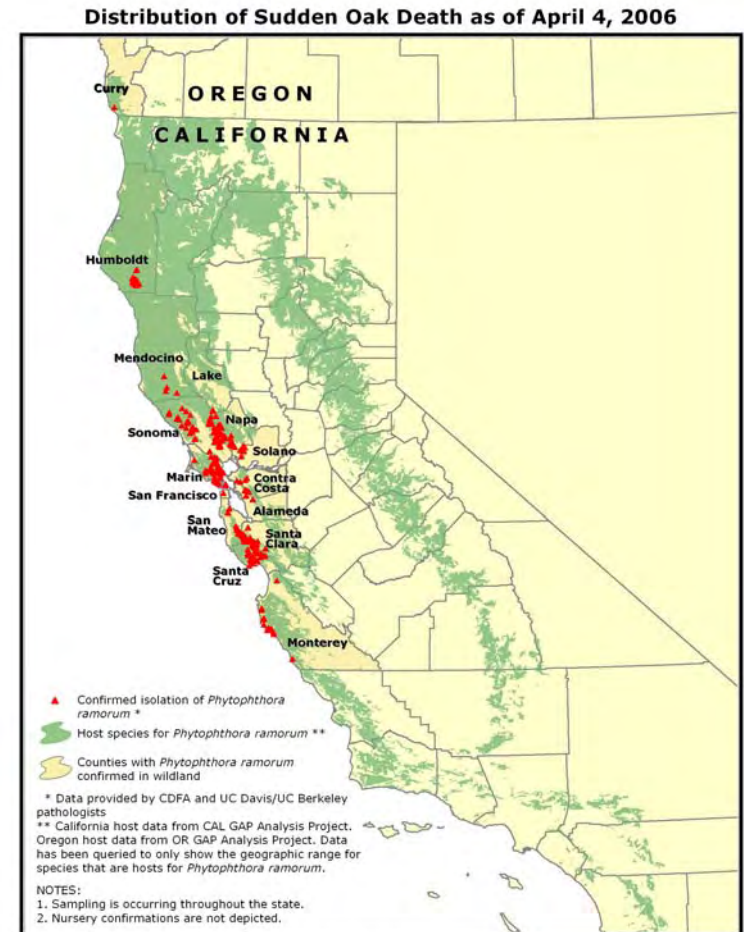 Distribution of Sudden Oak Death as of April 4, 2006
Curry
OREGON
CALIFORNIA
Humboldt
Mendocino
Lake
Napa
Sonoma
Solano
Marin
Contra
Costa
San Francisco
Alameda
San
Mateo
Santa
Clara
Santa
Cruz
Monterey
Confirmed isolation of Phytophthora
ramorum *
Host species for Phytophthora ramorum **
Counties with Phytophthora ramorum
confirmed in wildland
* Data provided by CDFA and UC Davis/UC Berkeley
pathologists
** California host data from CAL GAP Analysis Project.
Oregon host data from OR GAP Analysis Project. Data
has been queried to only show the geographic range for
species that are hosts for Phytophthora ramorum.
NOTES:
1. Sampling is occurring throughout the state.
2. Nursery confirmations are not depicted.